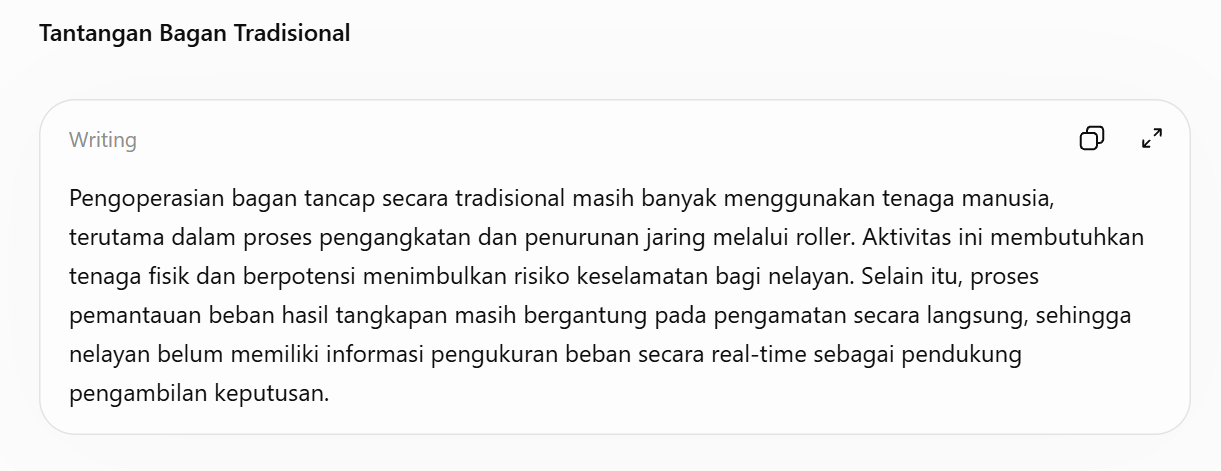 Tantangan Bagan Tradisional
Writing
Pengoperasian bagan tancap secara tradisional masih banyak menggunakan tenaga manusia,
terutama dalam proses pengangkatan dan penurunan jaring melalui roller. Aktivitas ini membutuhkan
tenaga fisik dan berpotensi menimbulkan risiko keselamatan bagi nelayan. Selain itu, proses
pemantauan beban hasil tangkapan masih bergantung pada pengamatan secara langsung, sehingga
nelayan belum memiliki informasi pengukuran beban secara real-time sebagai pendukung
pengambilan keputusan.